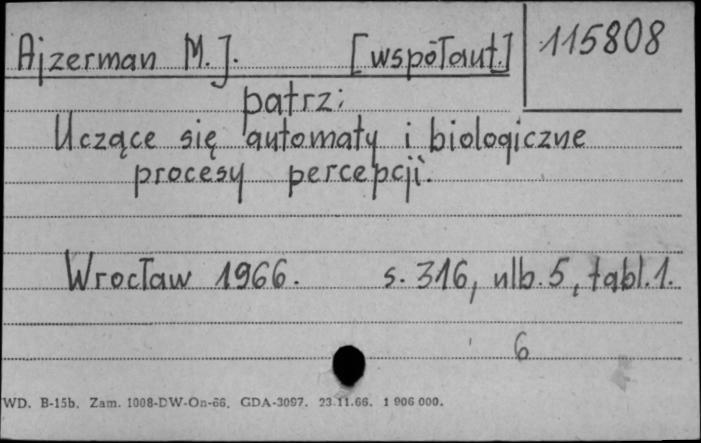 Ajzerman M. J. [współaut.] 115808
patrz:
Uczące się automaty i biologiczne
procesy percepcji.
Wrocław 1966. s. 316, nlb. 5, tabl. 1.
6
WD. B-15b. Zam. 1008-DW-On-66. GDA-3097. 23.11.66. 1 906 000.